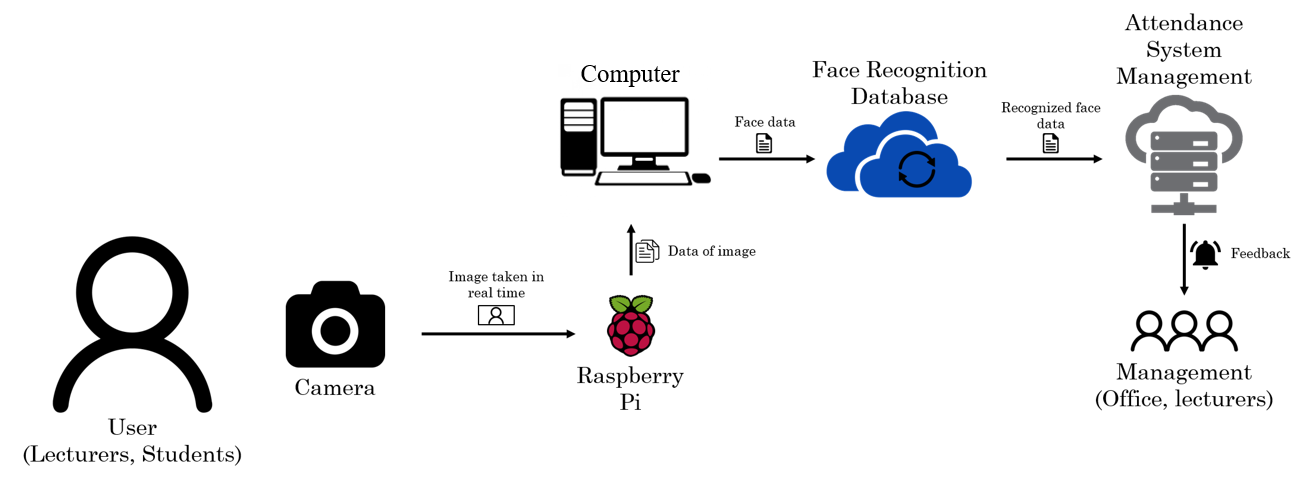 User
(Lecturers, Students)
Camera
Image taken in
real time
Raspberry
Pi
Data of image
Computer
Face data
Face Recognition
Database
Recognized face
data
Attendance
System
Management
Feedback
Management
(Office, lecturers)